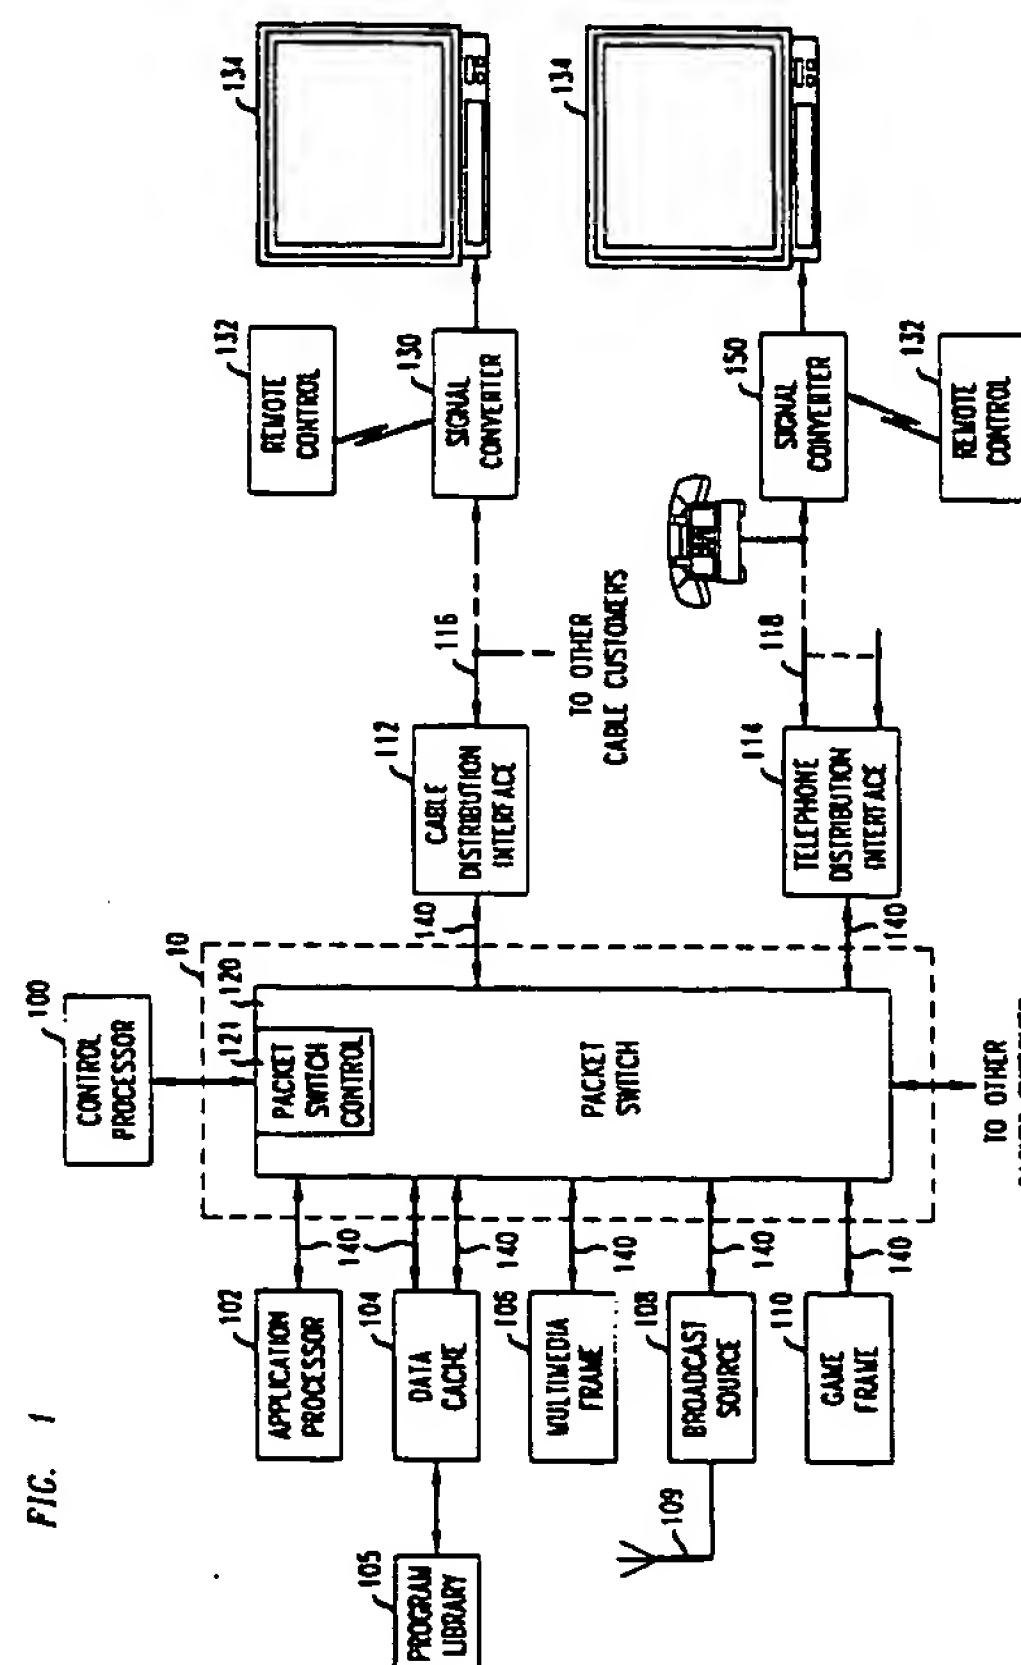 FIG. 1
100
CONTROL
PROCESSOR
10
120
121
PACKET
SWITCH
CONTROL
PACKET
SWITCH
102
APPLICATION
PROCESSOR
140
104
DATA
CACHE
140
140
105
PROGRAM
LIBRARY
106
MULTIMEDIA
FRAME
140
108
BROADCAST
SOURCE
140
109
110
GAME
FRAME
140
TO OTHER
140
112
CABLE
DISTRIBUTION
INTERFACE
116
TO OTHER
CABLE CUSTOMERS
130
SIGNAL
CONVERTER
132
REMOTE
CONTROL
134
140
114
TELEPHONE
DISTRIBUTION
INTERFACE
118
150
SIGNAL
CONVERTER
132
REMOTE
CONTROL
134